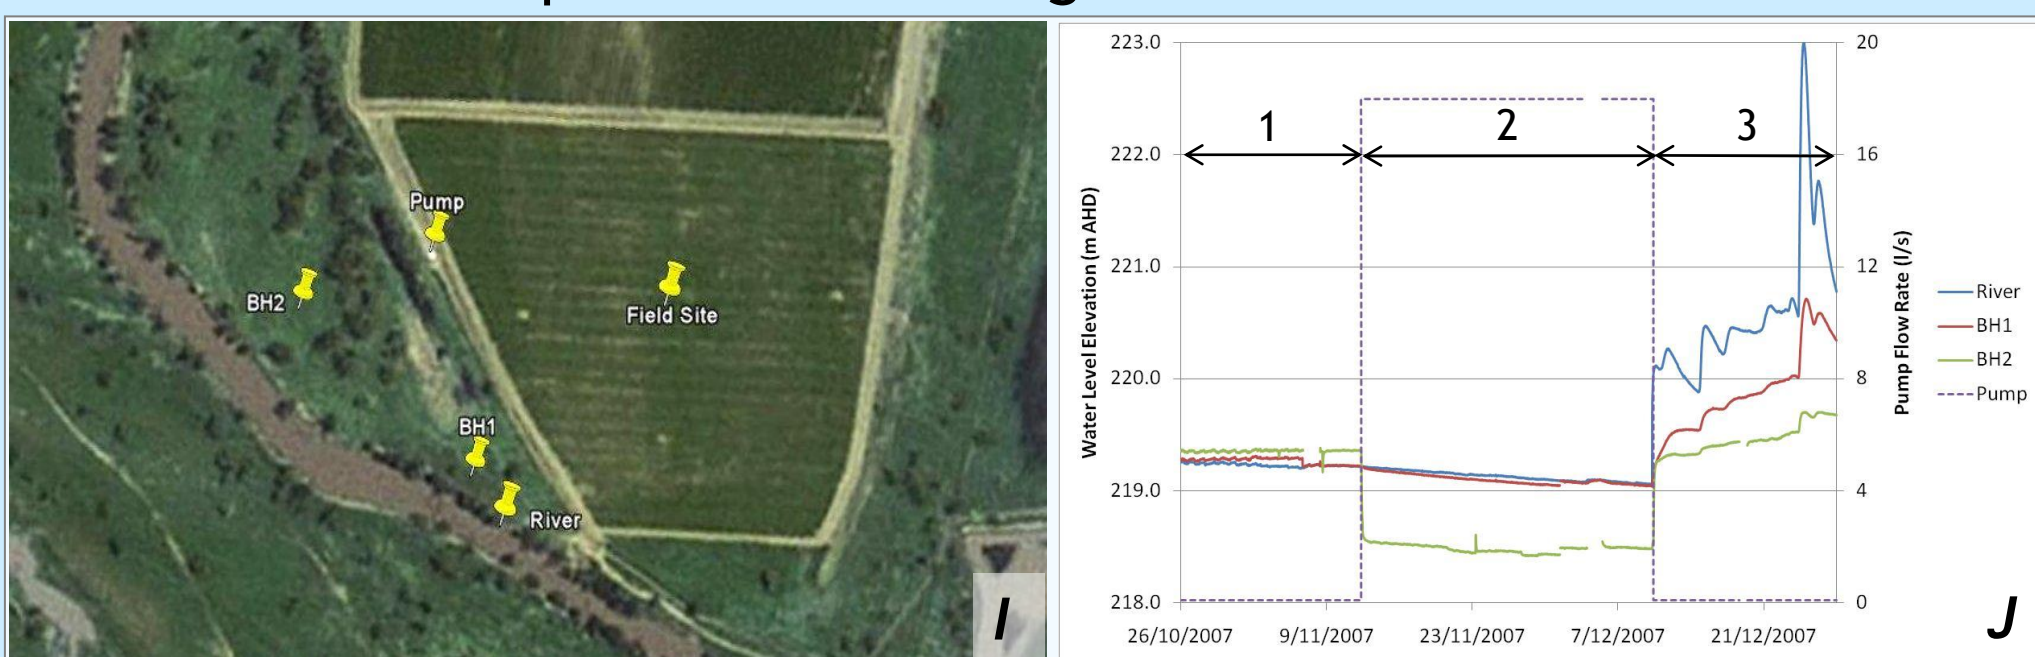 Pump
BH2
Field Site
BH1
River
I
223.0
222.0
221.0
220.0
219.0
218.0
Water Level Elevation (m AHD)
1
2
3
20
16
12
8
4
0
Pump Flow Rate (l/s)
26/10/2007
9/11/2007
23/11/2007
7/12/2007
21/12/2007
River
BH1
BH2
Pump
J